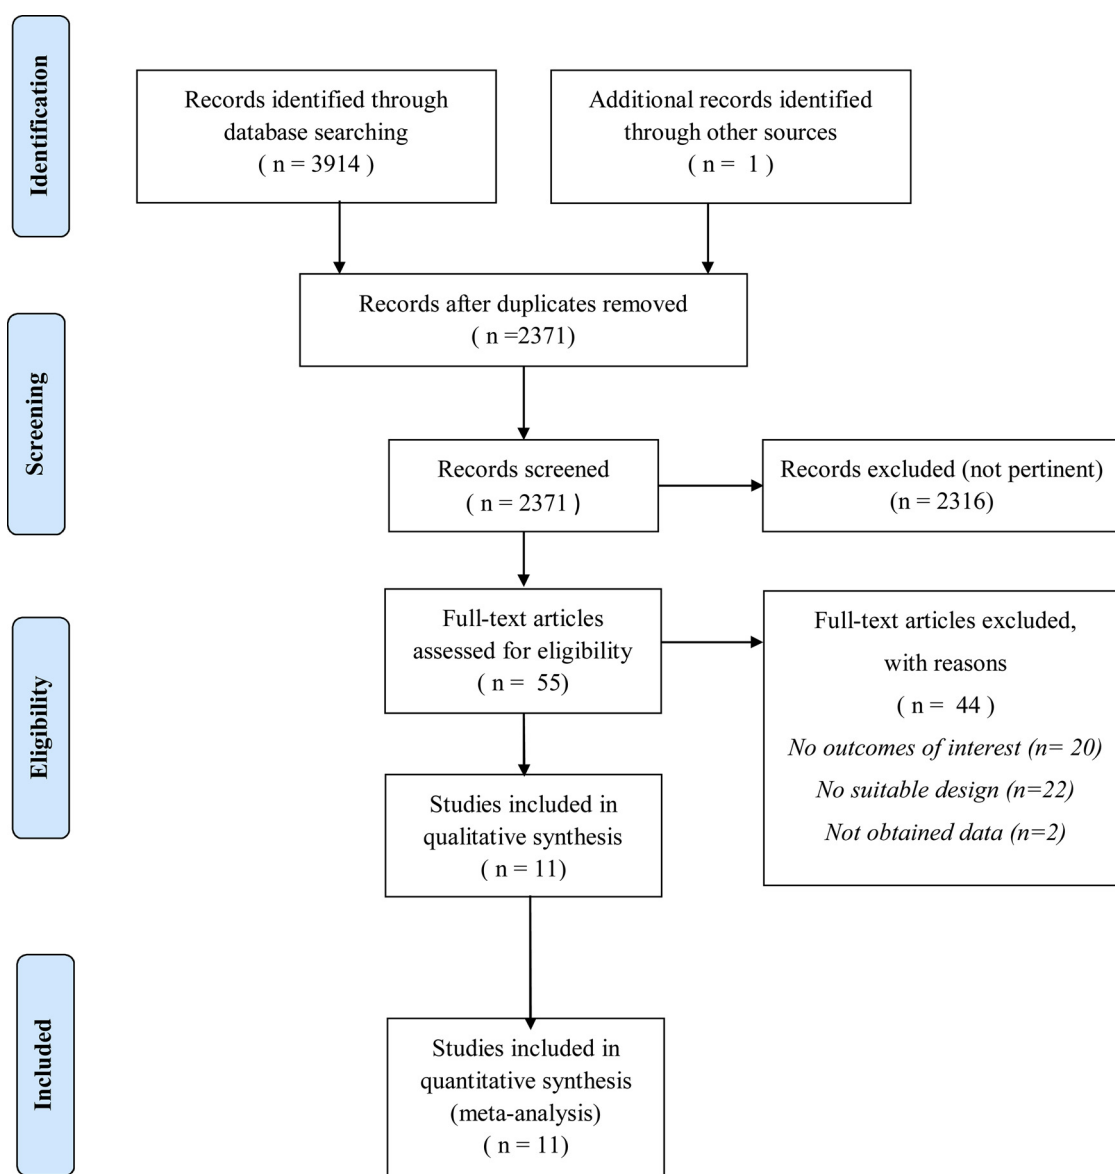 Identification
Records identified through
database searching
( n = 3914 )
Additional records identified
through other sources
( n =  1 )
Records after duplicates removed
( n =2371)
Screening
Records screened
( n = 2371 )
Records excluded (not pertinent)
(n = 2316)
Eligibility
Full-text articles
assessed for eligibility
( n =  55)
Full-text articles excluded,
with reasons
( n =  44 )
No outcomes of interest (n= 20)
No suitable design (n=22)
Not obtained data (n=2)
Studies included in
qualitative synthesis
( n = 11)
Included
Studies included in
quantitative synthesis
(meta-analysis)
( n = 11)